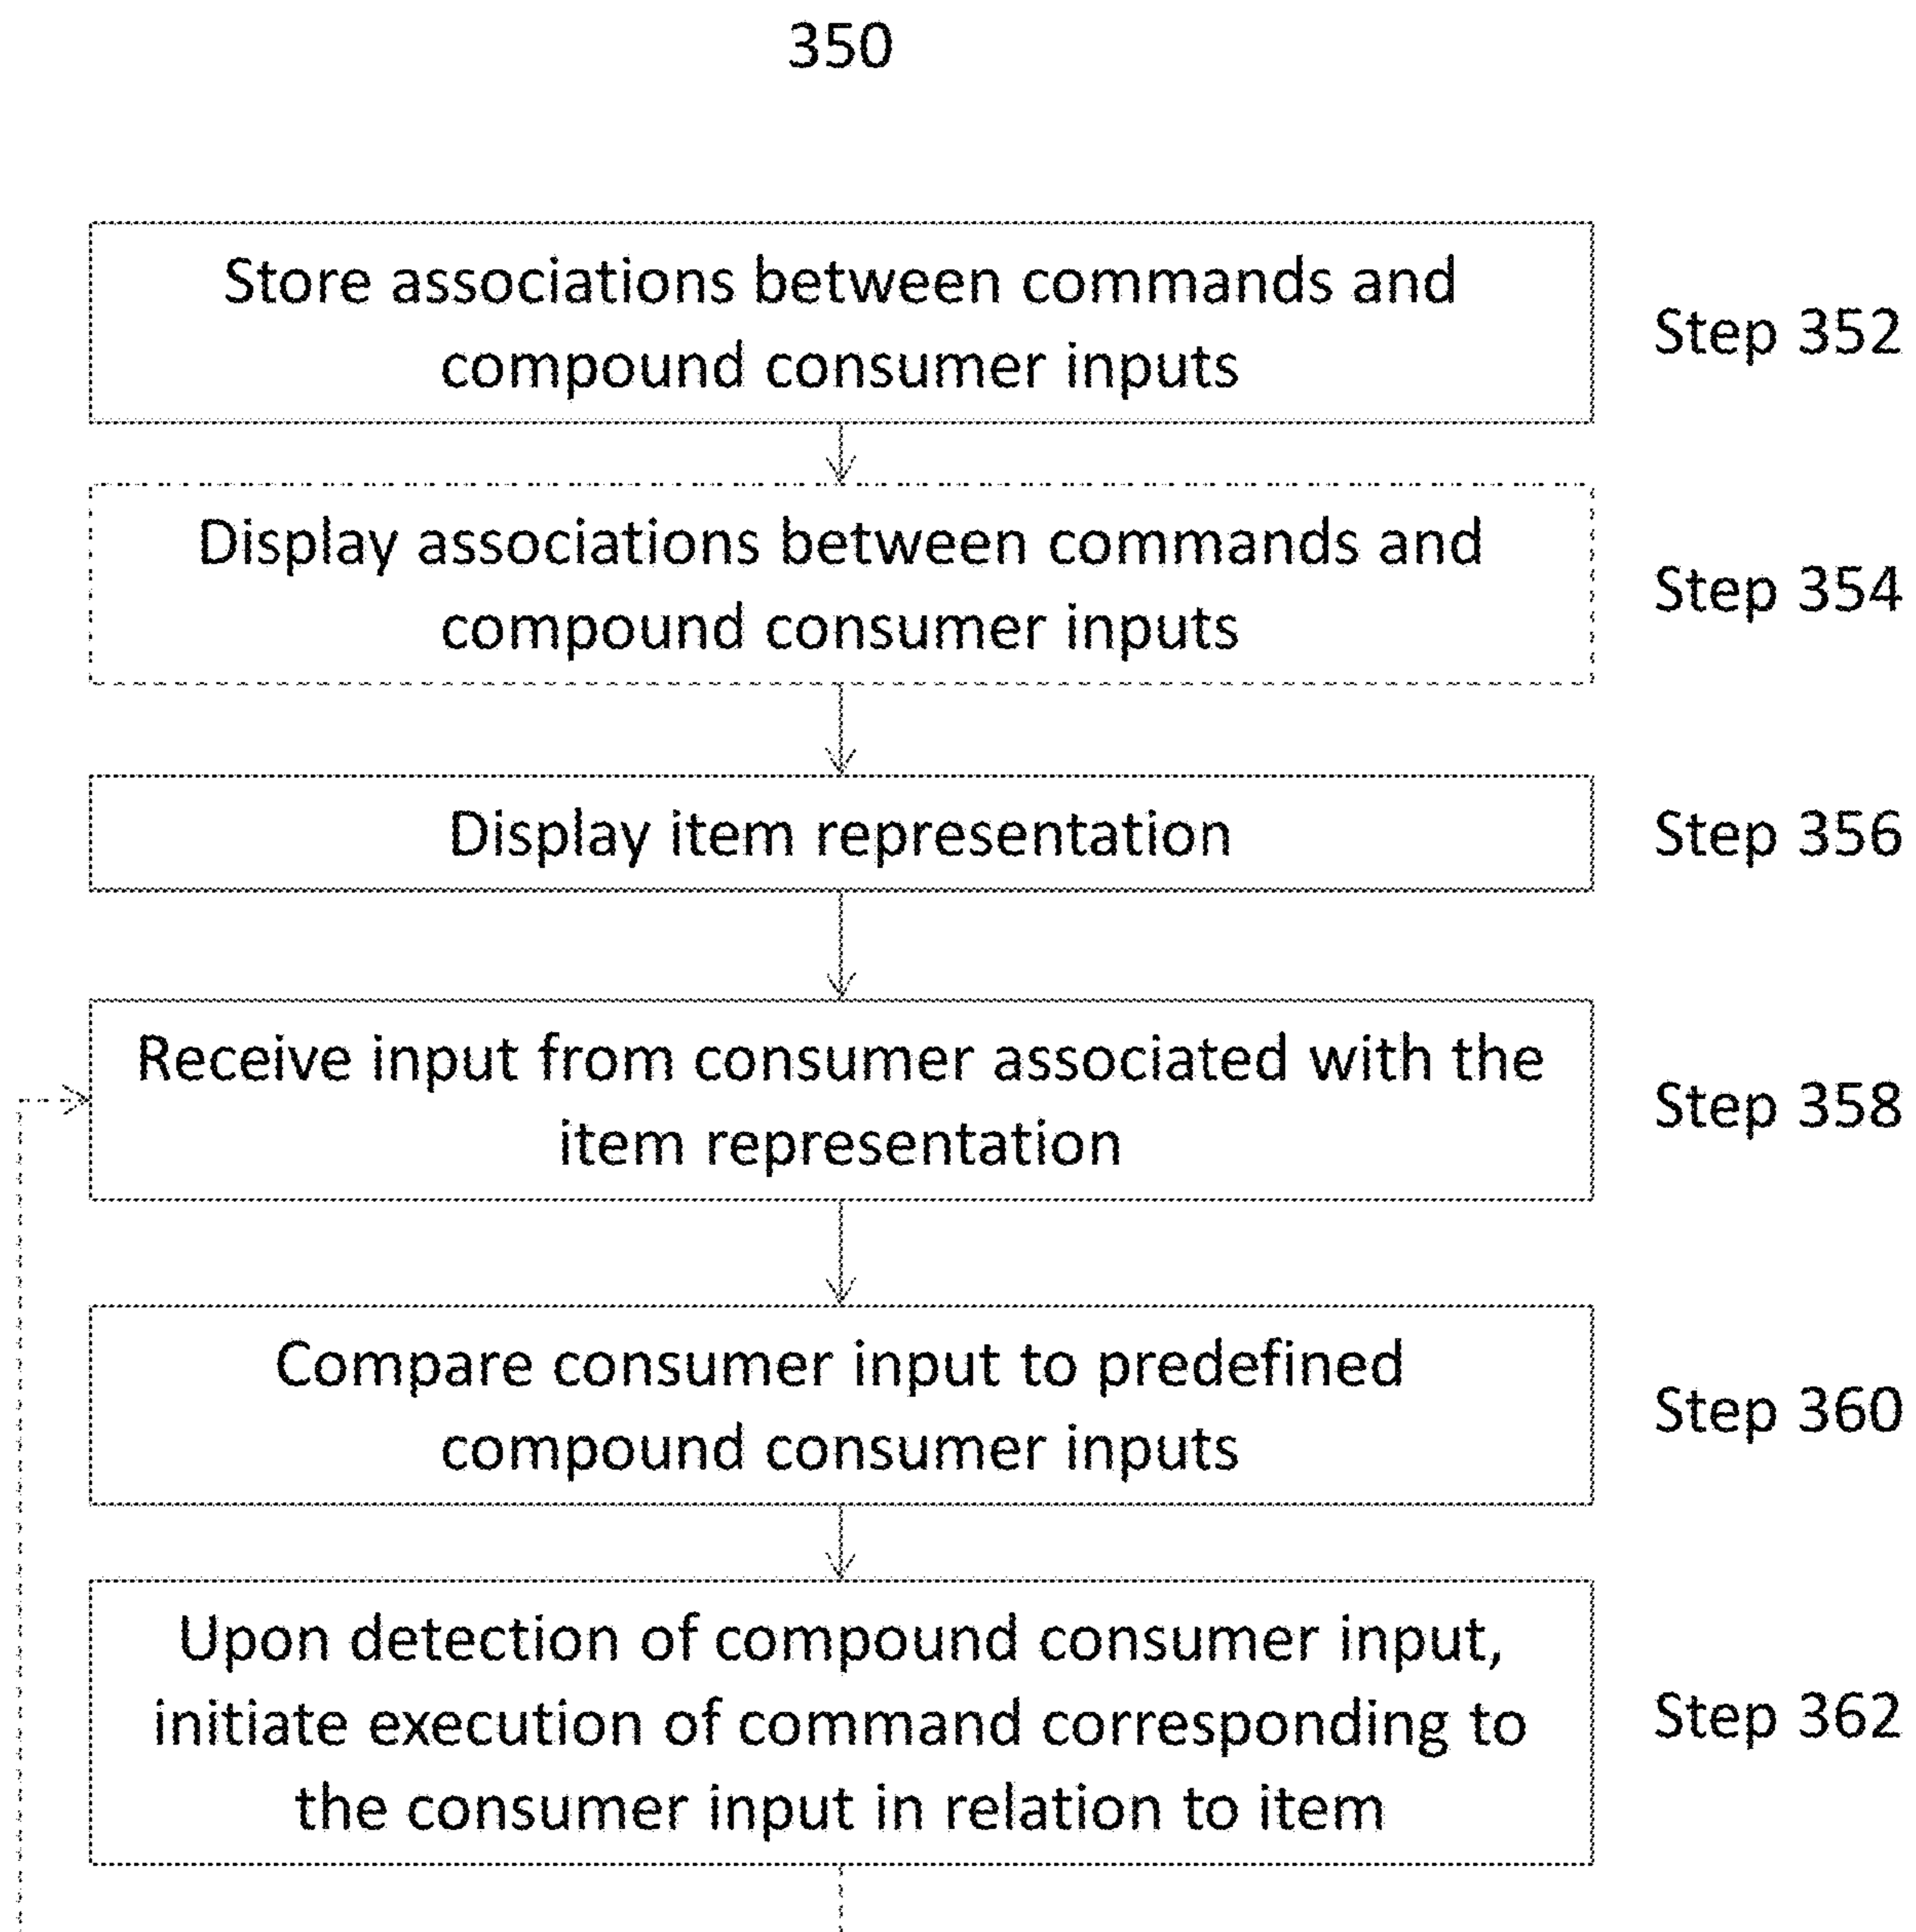 350
Store associations between commands and
compound consumer inputs
Step 352
Display associations between commands and
compound consumer inputs
Step 354
Display item representation
Step 356
Receive input from consumer associated with the
item representation
Step 358
Compare consumer input to predefined
compound consumer inputs
Step 360
Upon detection of compound consumer input,
initiate execution of command corresponding to
the consumer input in relation to item
Step 362